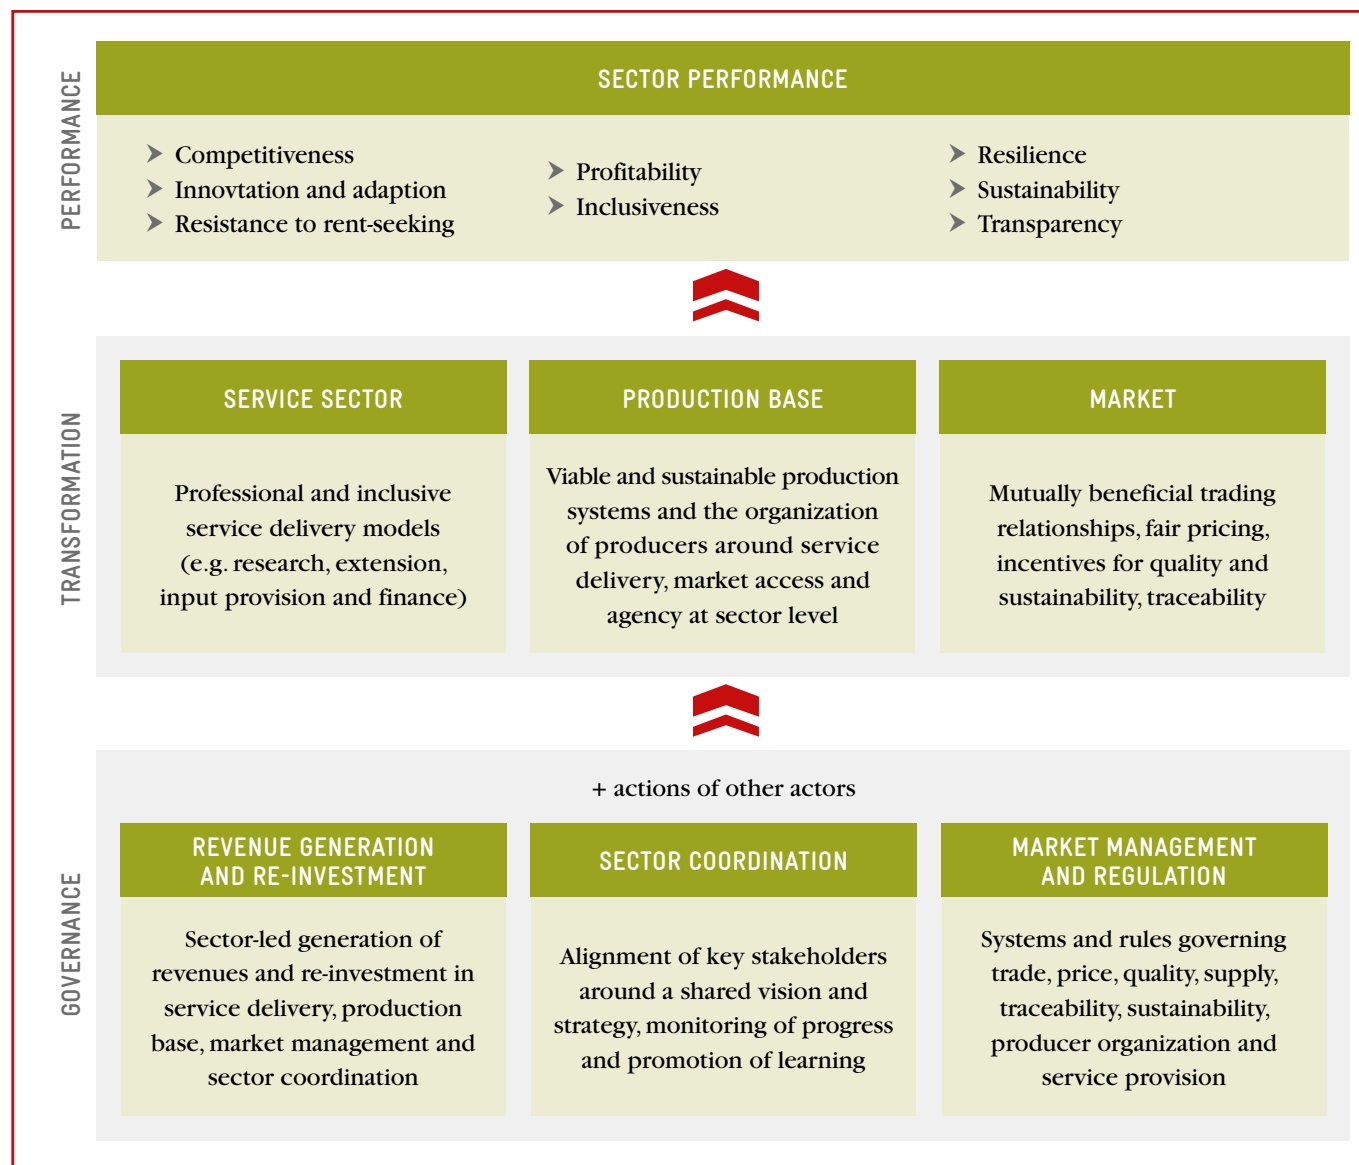 PERFORMANCE
SECTOR PERFORMANCE
Competitiveness
Innovtation and adaption
Resistance to rent-seeking
Profitability
Inclusiveness
Resilience
Sustainability
Transparency
TRANSFORMATION
SERVICE SECTOR
Professional and inclusive
service delivery models
(e.g. research, extension,
input provision and finance)
PRODUCTION BASE
Viable and sustainable production
systems and the organization
of producers around service
delivery, market access and
agency at sector level
MARKET
Mutually beneficial trading
relationships, fair pricing,
incentives for quality and
sustainability, traceability
GOVERNANCE
+ actions of other actors
REVENUE GENERATION
AND RE-INVESTMENT
Sector-led generation of
revenues and re-investment in
service delivery, production
base, market management and
sector coordination
SECTOR COORDINATION
Alignment of key stakeholders
around a shared vision and
strategy, monitoring of progress
and promotion of learning
MARKET MANAGEMENT
AND REGULATION
Systems and rules governing
trade, price, quality, supply,
traceability, sustainability,
producer organization and
service provision